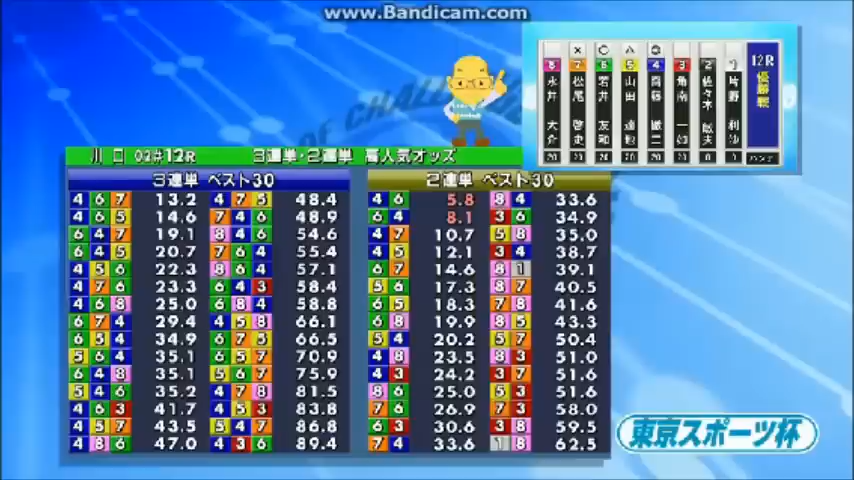 www.Bandicam.com
12R 優勝戦
1 2 3 4 5 6 7 8
ハンデ
川口 02#12R 3連単・2連単 高人気オッズ
3連単 ベスト30
2連単 ベスト30
4 6 7 13.2 4 7 5 48.4 4 6 5.8 8 4 33.6
4 6 5 14.6 7 4 6 48.9 6 4 8.1 3 6 34.9
6 4 7 19.1 8 4 6 54.6 4 7 10.7 5 8 35.0
6 4 5 20.7 7 6 4 55.4 4 5 12.1 3 4 38.7
4 5 6 22.3 8 6 4 57.1 6 7 14.6 8 1 39.1
4 7 6 23.3 6 4 3 58.4 5 6 17.3 8 7 40.5
4 6 8 25.0 6 8 4 58.8 6 5 18.3 7 8 41.6
6 7 4 29.4 4 5 8 66.1 6 8 19.9 8 5 43.3
6 5 4 34.9 6 7 5 66.5 5 4 20.2 5 7 50.4
5 6 4 35.1 6 5 7 70.9 4 8 23.5 8 3 51.0
6 4 8 35.1 5 6 7 75.9 4 3 24.2 3 7 51.6
5 4 6 35.2 4 7 8 81.5 8 6 25.0 5 3 51.6
4 6 3 41.7 4 5 3 83.8 7 6 26.9 7 3 58.0
4 5 7 43.5 5 4 7 86.8 6 3 30.6 3 8 59.5
4 8 6 47.0 4 3 6 89.4 7 4 33.6 1 8 62.5
東京スポーツ杯